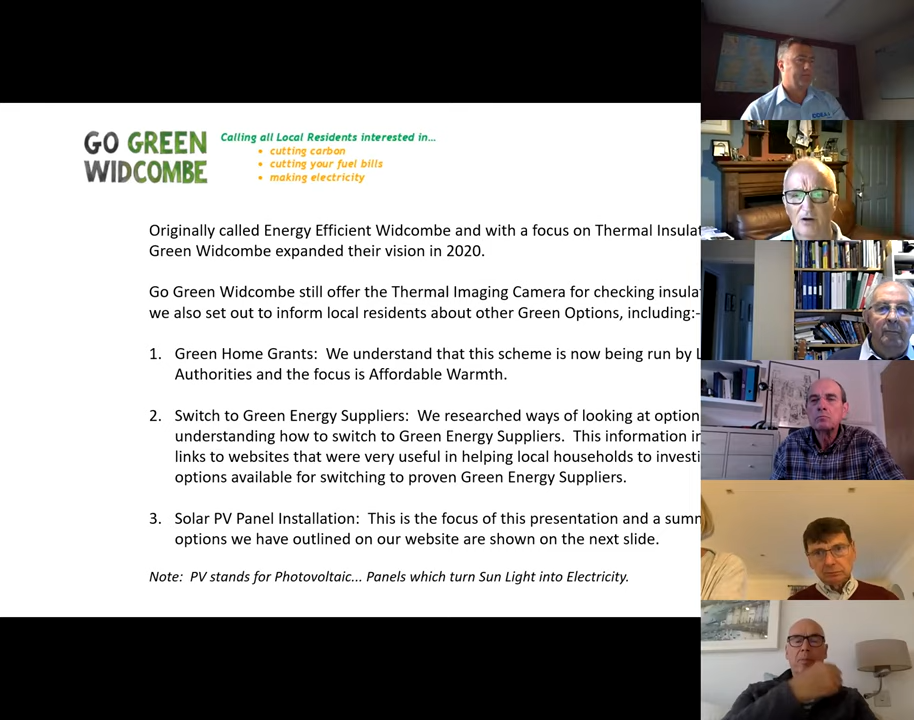 GO GREEN
WIDCOMBE
Calling all Local Residents interested in...
• cutting carbon
• cutting your fuel bills
• making electricity
Originally called Energy Efficient Widcombe and with a focus on Thermal Insulat
Green Widcombe expanded their vision in 2020.
Go Green Widcombe still offer the Thermal Imaging Camera for checking insula
we also set out to inform local residents about other Green Options, including:-
1. Green Home Grants: We understand that this scheme is now being run by L
Authorities and the focus is Affordable Warmth.
2. Switch to Green Energy Suppliers: We researched ways of looking at option
understanding how to switch to Green Energy Suppliers. This information in
links to websites that were very useful in helping local households to investi
options available for switching to proven Green Energy Suppliers.
3. Solar PV Panel Installation: This is the focus of this presentation and a summ
options we have outlined on our website are shown on the next slide.
Note: PV stands for Photovoltaic... Panels which turn Sun Light into Electricity.